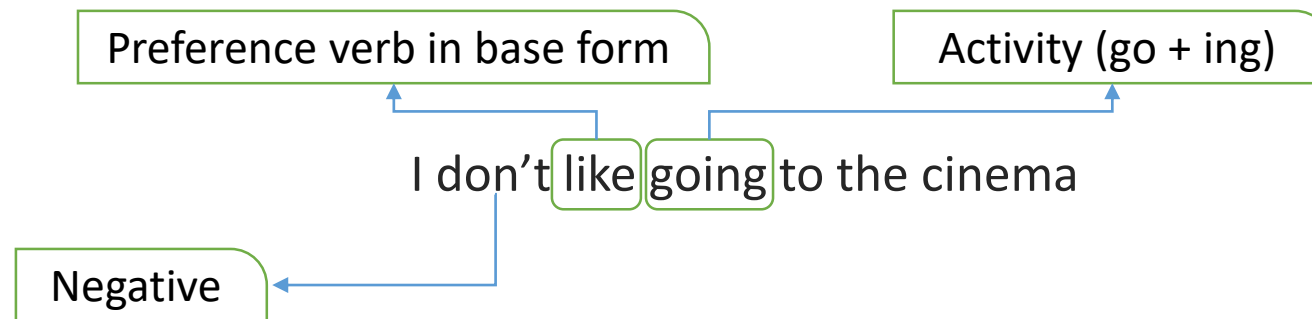 Preference verb in base form
Activity (go + ing)
I don’t like going to the cinema
Negative